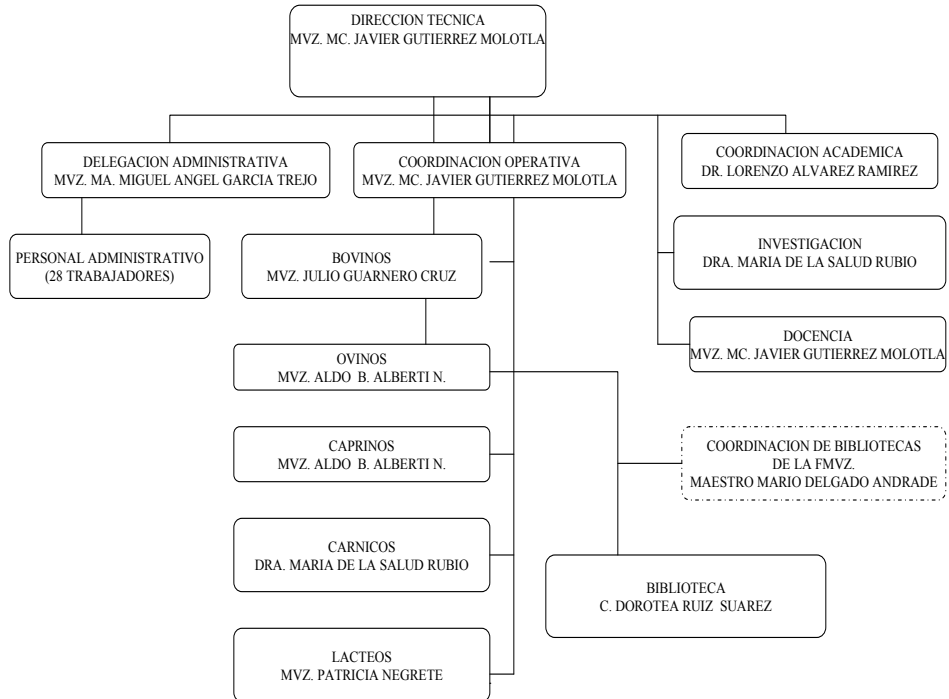 DIRECCION TECNICA
MVZ. MC. JAVIER GUTIERREZ MOLOTLA
DELEGACION ADMINISTRATIVA
MVZ. MA. MIGUEL ANGEL GARCIA TREJO
COORDINACION OPERATIVA
MVZ. MC. JAVIER GUTIERREZ MOLOTLA
COORDINACION ACADEMICA
DR. LORENZO ALVAREZ RAMIREZ
PERSONAL ADMINISTRATIVO
(28 TRABAJADORES)
BOVINOS
MVZ. JULIO GUARNERO CRUZ
INVESTIGACION
DRA. MARIA DE LA SALUD RUBIO
DOCENCIA
MVZ. MC. JAVIER GUTIERREZ MOLOTLA
OVINOS
MVZ. ALDO B. ALBERTI N.
CAPRINOS
MVZ. ALDO B. ALBERTI N.
COORDINACION DE BIBLIOTECAS
DE LA FMVZ.
MAESTRO MARIO DELGADO ANDRADE
CARNICOS
DRA. MARIA DE LA SALUD RUBIO
BIBLIOTECA
C. DOROTEA RUIZ SUAREZ
LACTEOS
MVZ. PATRICIA NEGRETE